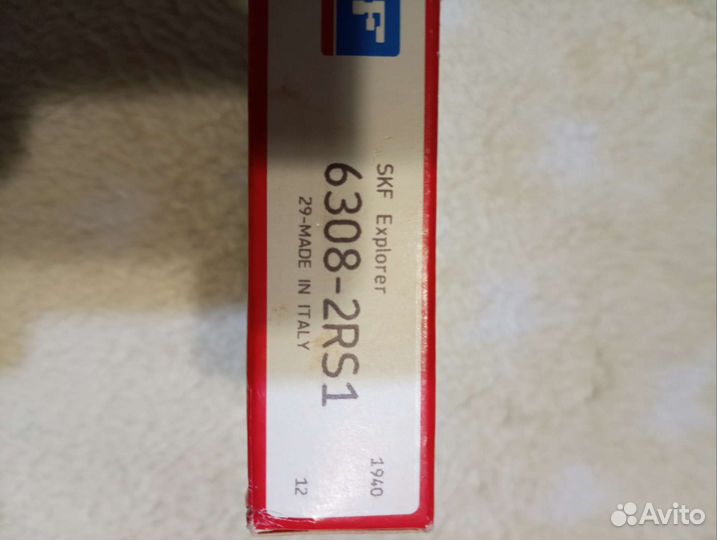 F
SKF Explorer
6308-2RS1
29-MADE IN ITALY
1940
12
Avito